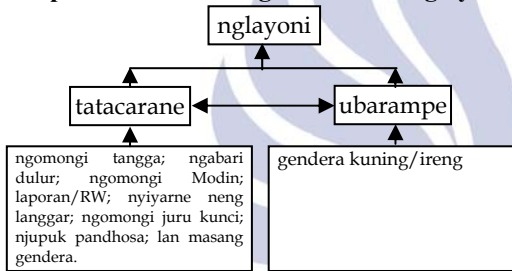 nglayoni
tatacarane
ubarampe
ngomongi tangga; ngabari
dulur; ngomongi Modin;
laporan/RW; nyiyarne neng
langgar; ngomongi juru kunci;
njupuk pandhosa; lan masang
gendera.
gendera kuning/ireng